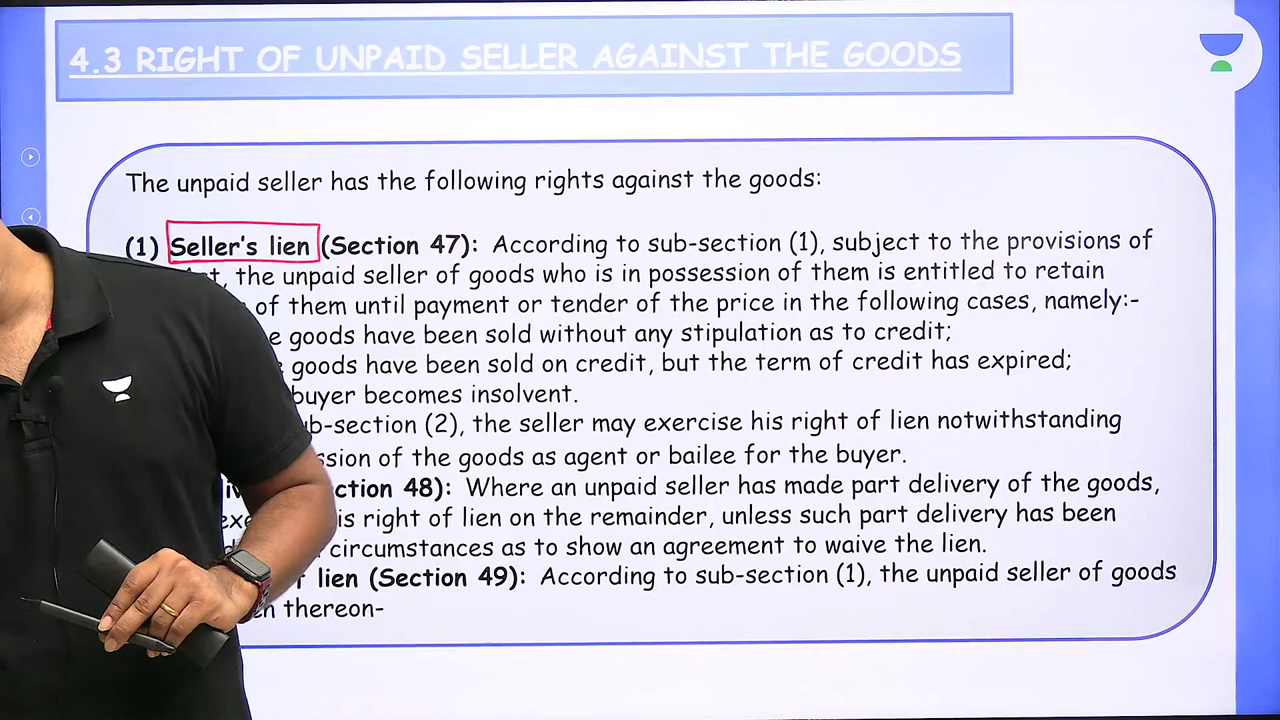 4.3 RIGHT OF UNPAID SELLER AGAINST THE GOODS
The unpaid seller has the following rights against the goods:
(1) Seller's lien (Section 47): According to sub-section (1), subject to the provisions of
the unpaid seller of goods who is in possession of them is entitled to retain
of them until payment or tender of the price in the following cases, namely:-
goods have been sold without any stipulation as to credit;
goods have been sold on credit, but the term of credit has expired;
buyer becomes insolvent.
(2), the seller may exercise his right of lien notwithstanding
of the goods as agent or bailee for the buyer.
48): Where an unpaid seller has made part delivery of the goods,
right of lien on the remainder, unless such part delivery has been
circumstances as to show an agreement to waive the lien.
lien (Section 49): According to sub-section (1), the unpaid seller of goods
thereon-